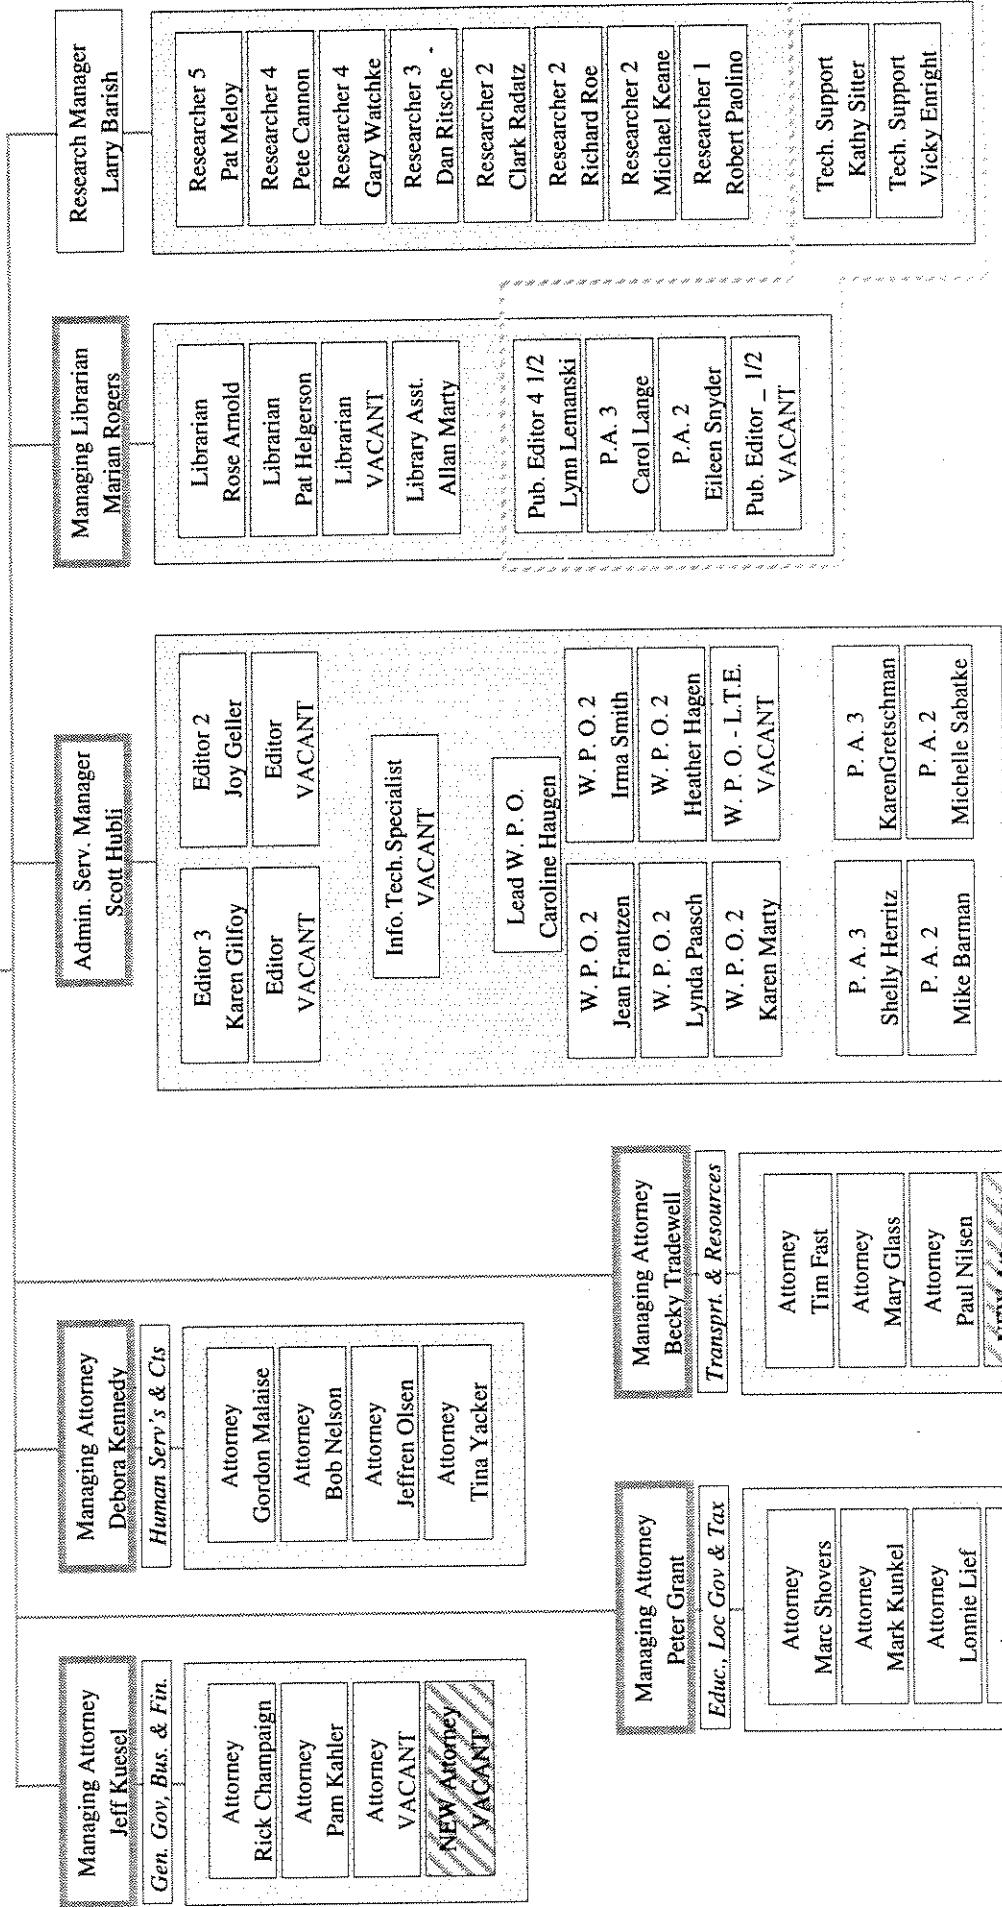 Managing Attorney
Jeff Kuesel
Gen. Gov, Bus. & Fin.
Attorney
Rick Champaign
Attorney
Pam Kahler
Attorney
VACANT
NEW Attorney
VACANT
Managing Attorney
Debora Kennedy
Human Serv's & Cts
Attorney
Gordon Malaise
Attorney
Bob Nelson
Attorney
Jeffren Olsen
Attorney
Tina Yacker
Managing Attorney
Peter Grant
Educ., Loc Gov & Tax
Attorney
Marc Shovers
Attorney
Mark Kunkel
Attorney
Lonnie Lief
Managing Attorney
Becky Tradewell
Transprt. & Resources
Attorney
Tim Fast
Attorney
Mary Glass
Attorney
Paul Nilsen
Admin. Serv. Manager
Scott Hubli
Editor 3
Karen Gilfoy
Editor 2
Joy Geller
Editor
VACANT
Editor
VACANT
Info. Tech. Specialist
VACANT
Lead W. P. O.
Caroline Haugen
W. P. O. 2
Jean Frantzen
W. P. O. 2
Irma Smith
W. P. O. 2
Lynda Paasch
W. P. O. 2
Heather Hagen
W. P. O. 2
Karen Marty
W. P. O. - L.T.E.
VACANT
P. A. 3
Shelly Herritz
P. A. 3
KarenGretschman
P. A. 2
Mike Barman
P. A. 2
Michelle Sabatke
Managing Librarian
Marian Rogers
Librarian
Rose Arnold
Librarian
Pat Helgerson
Librarian
VACANT
Library Asst.
Allan Marty
Pub. Editor 4 1/2
Lynn Lemanski
P.A. 3
Carol Lange
P.A. 2
Eileen Snyder
Pub. Editor _ 1/2
VACANT
Research Manager
Larry Barish
Researcher 5
Pat Meloy
Researcher 4
Pete Cannon
Researcher 4
Gary Watchke
Researcher 3
Dan Ritsche
Researcher 2
Clark Radatz
Researcher 2
Richard Roe
Researcher 2
Michael Keane
Researcher 1
Robert Paolino
Tech. Support
Kathy Sitter
Tech. Support
Vicky Enright